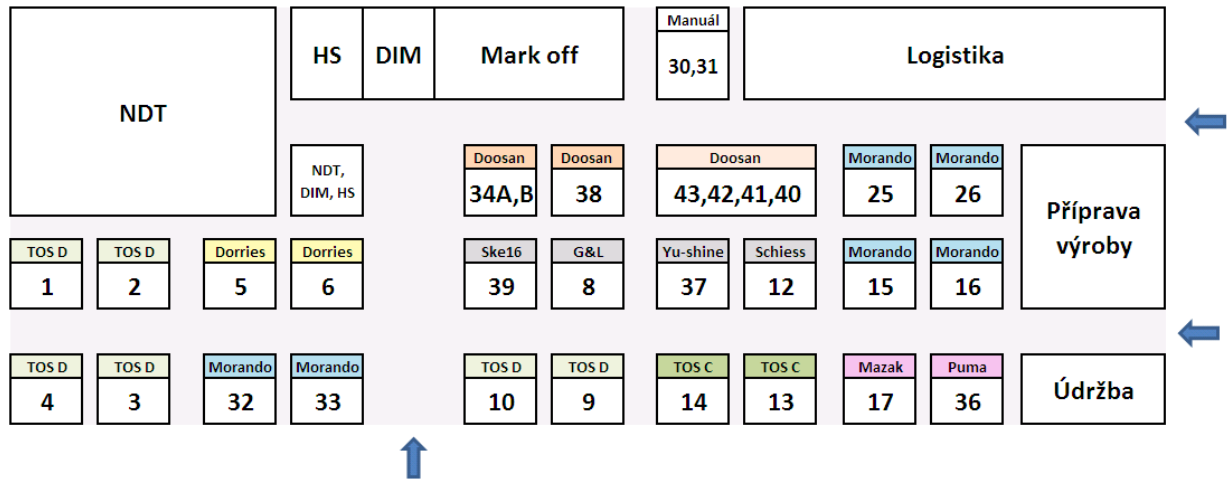 NDT
HS
DIM
Mark off
Manuál
30,31
Logistika
NDT,
DIM, HS
Doosan
34A,B
Doosan
38
Doosan
43,42,41,40
Morando
25
Morando
26
Příprava
výroby
TOS D
1
TOS D
2
Dorries
5
Dorries
6
Ske16
39
G&L
8
Yu-shine
37
Schiess
12
Morando
15
Morando
16
TOS D
4
TOS D
3
Morando
32
Morando
33
TOS D
10
TOS D
9
TOS C
14
TOS C
13
Mazak
17
Puma
36
Údržba